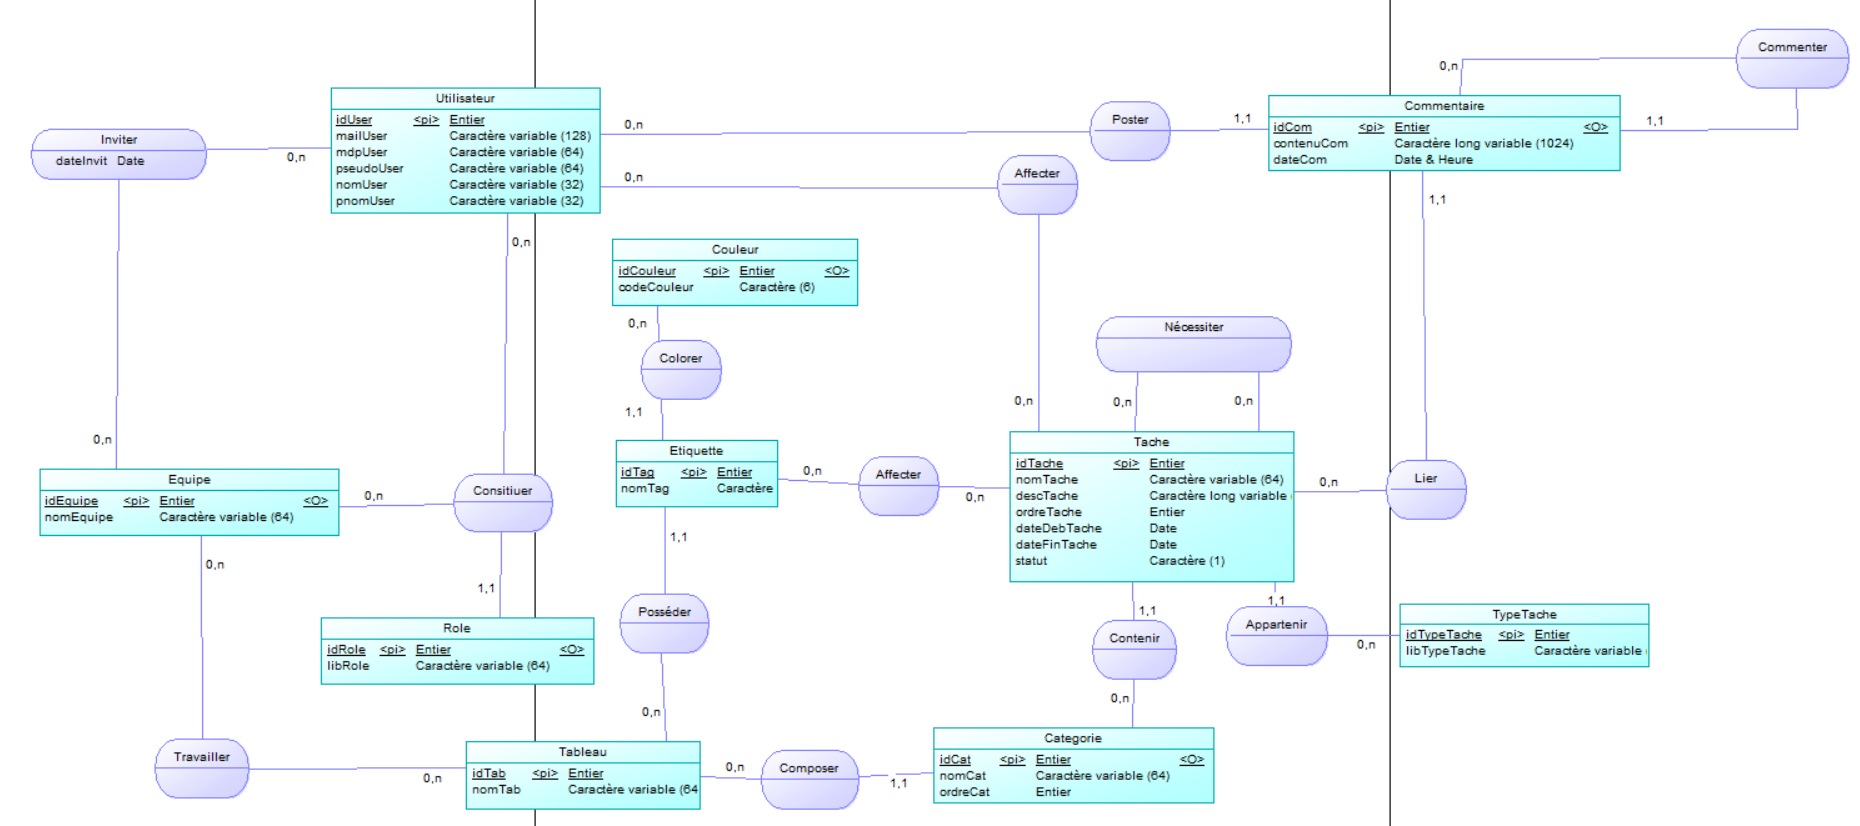 Commenter
0,n
Utilisateur
idUser <pi> Entier
mailUser Caractère variable (128)
mdpUser Caractère variable (64)
pseudoUser Caractère variable (64)
nomUser Caractère variable (32)
pnomUser Caractère variable (32)
Commentaire
idCom <pi> Entier <O>
contenuCom Caractère long variable (1024)
dateCom Date & Heure
Inviter
dateInvit Date
0,n
0,n
Poster
1,1
1,1
0,n
Affecter
1,1
0,n
Couleur
idCouleur <pi> Entier <O>
codeCouleur Caractère (6)
0,n
Colorer
1,1
Nécessiter
0,n
0,n
0,n
0,n
Equipe
idEquipe <pi> Entier <O>
nomEquipe Caractère variable (64)
0,n
Consitiuer
Etiquette
idTag <pi> Entier
nomTag Caractère
0,n
Affecter
0,n
Tache
idTache <pi> Entier
nomTache Caractère variable (64)
descTache Caractère long variable
ordreTache Entier
dateDebTache Date
dateFinTache Date
statut Caractère (1)
0,n
Lier
0,n
1,1
1,1
Role
idRole <pi> Entier <O>
libRole Caractère variable (64)
Posséder
0,n
1,1
Contenir
0,n
1,1
Appartenir
0,n
TypeTache
idTypeTache <pi> Entier
libTypeTache Caractère variable
Travailler
0,n
Tableau
idTab <pi> Entier
nomTab Caractère variable (64
0,n
Composer
1,1
Categorie
idCat <pi> Entier <O>
nomCat Caractère variable (64)
ordreCat Entier